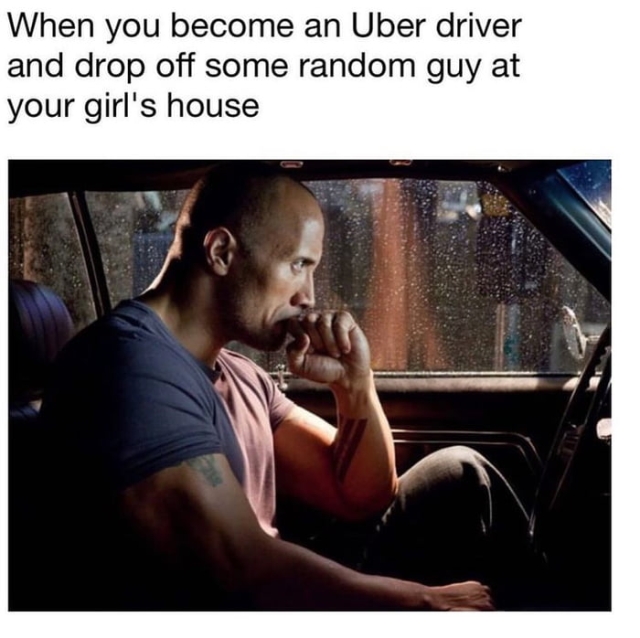 When you become an Uber driver
and drop off some random guy at
your girl's house